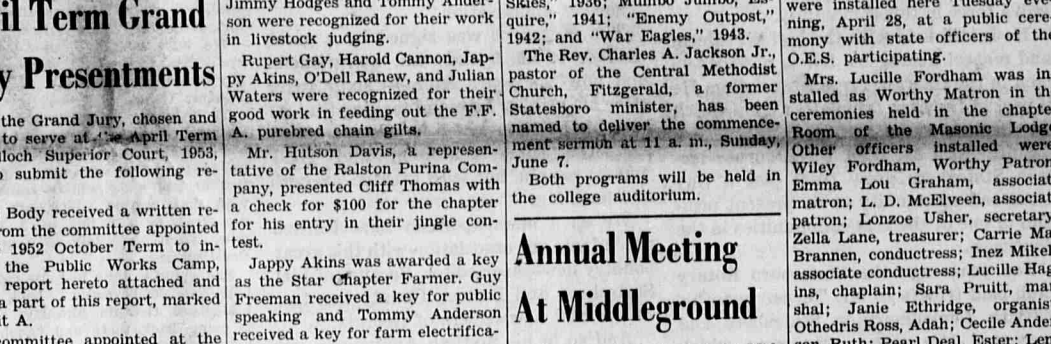 il Term Grand
y Presentments
the Grand Jury, chosen and
to serve at the April Term
lloch Superior Court, 1953,
submit the following re-
Body received a written re-
rom the committee appointed
1952 October Term to in-
the Public Works Camp,
report hereto attached and
a part of this report, marked
it A.
committee appointed at the
Jimmy Hodges and Tommy Ander-
son were recognized for their work
in livestock judging.
Rupert Gay, Harold Cannon, Jap-
py Akins, O'Dell Ranew, and Julian
Waters were recognized for their
good work in feeding out the F.F.
A. purebred chain gilts.
Mr. Hutson Davis, a represen-
tative of the Ralston Purina Com-
pany, presented Cliff Thomas with
a check for $100 for the chapter
for his entry in their jingle con-
test.
Jappy Akins was awarded a key
as the Star Chapter Farmer. Guy
Freeman received a key for public
speaking and Tommy Anderson
received a key for farm electrifica-
Skies," 1936; "Mumbo Jumbo, Es-
quire," 1941; "Enemy Outpost,"
1942; and "War Eagles," 1943.
The Rev. Charles A. Jackson Jr.,
pastor of the Central Methodist
Church, Fitzgerald, a former
Statesboro minister, has been
named to deliver the commence-
ment sermon at 11 a. m., Sunday,
June 7.
Both programs will be held in
the college auditorium.
Annual Meeting
At Middleground
were installed here Tuesday eve-
ning, April 28, at a public cere-
mony with state officers of the
O.E.S. participating.
Mrs. Lucille Fordham was in-
stalled as Worthy Matron in th
ceremonies held in the chapte
Room of the Masonic Lodg
Other officers installed were
Wiley Fordham, Worthy Patron
Emma Lou Graham, associat
matron; L. D. McElveen, associat
patron; Lonzoe Usher, secretary
Zella Lane, treasurer; Carrie Ma
Brannen, conductress; Inez Mikel
associate conductress; Lucille Hag
ins, chaplain; Sara Pruitt, mar
shal; Janie Ethridge, organis
Othedris Ross, Adah; Cecile Ande
son, Ruth; Pearl Deal, Ester; Len